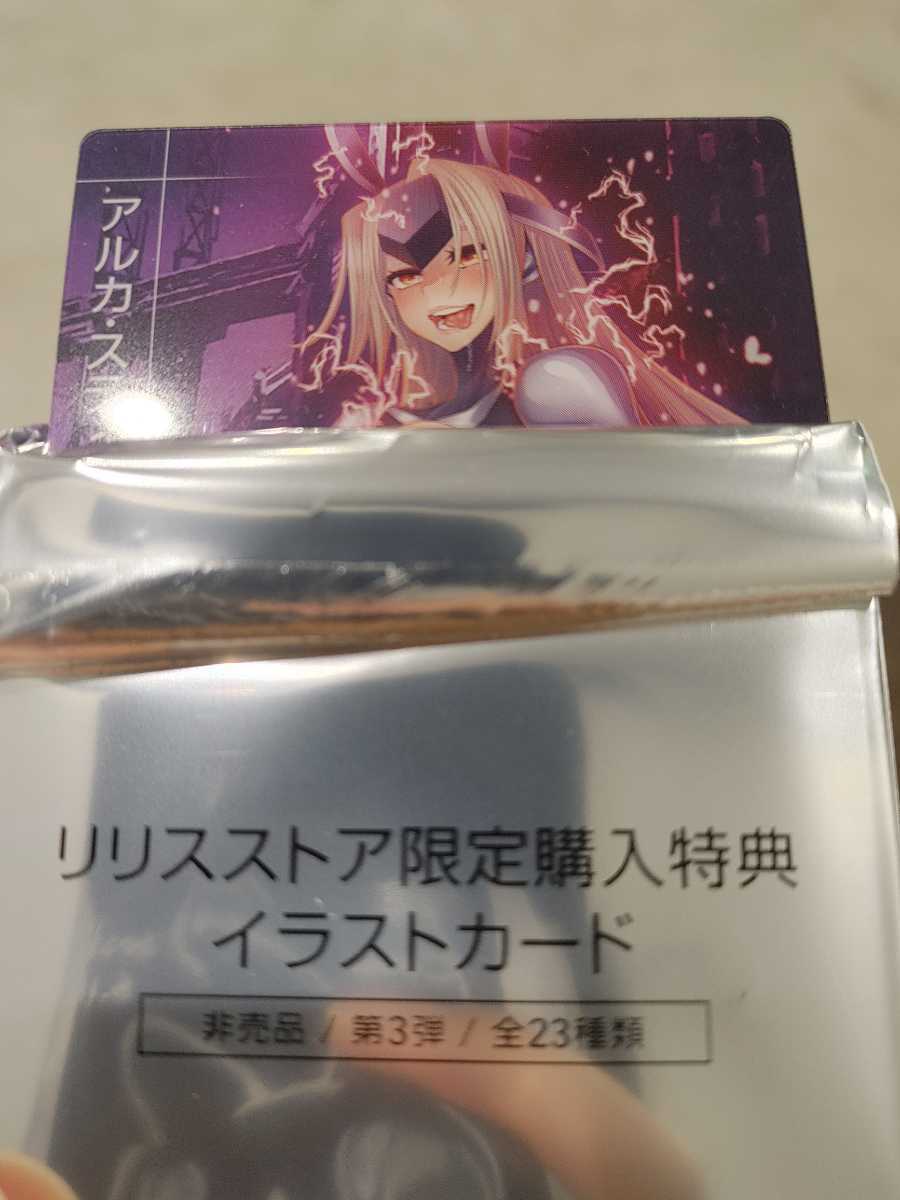 アルカ・ス
リリスストア限定購入特典
イラストカード
非売品 / 第3弾 / 全23種類